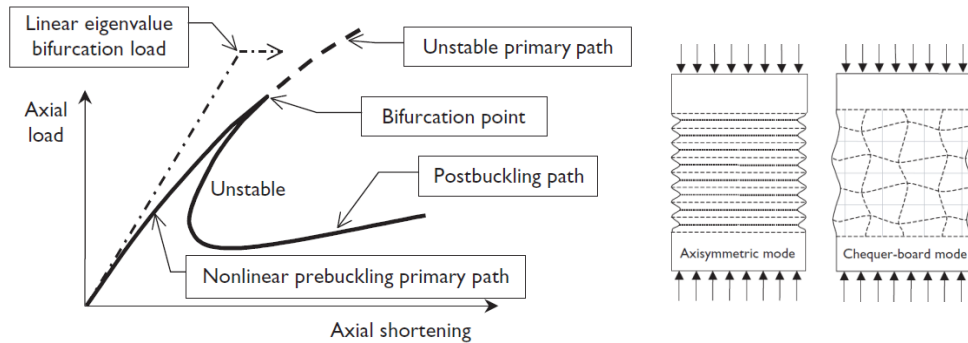 Linear eigenvalue
bifurcation load
Unstable primary path
Axial
load
Bifurcation point
Unstable
Postbuckling path
Nonlinear prebuckling primary path
Axial shortening
Axisymmetric mode
Chequer-board mode